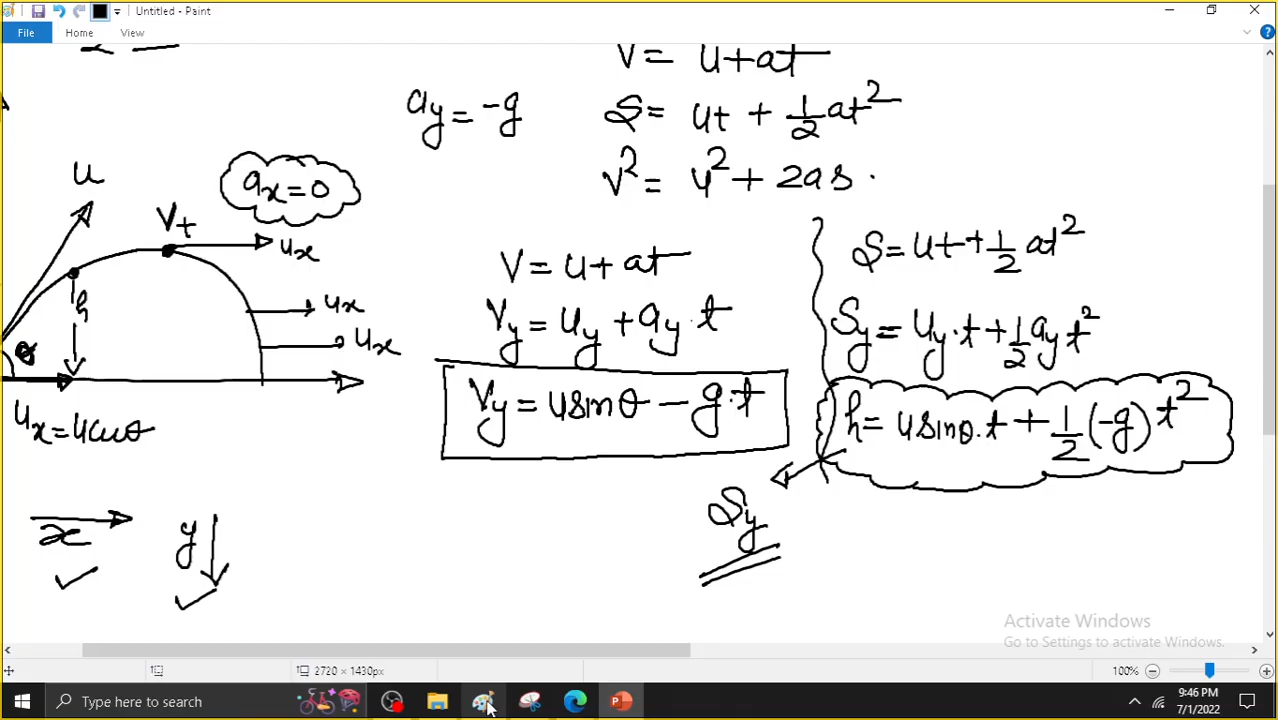 Untitled - Paint
File Home View
V = u + at
ay = -g
S = ut + 1/2 at²
V² = u² + 2as
u
ax = 0
Vt
ux
h
ux
ux
θ
ux = ucosθ
V = u + at
Vy = uy + ay·t
Vy = usinθ - g·t
S = ut + 1/2 at²
Sy = uy·t + 1/2 ay t²
h = usinθ·t + 1/2 (-g) t²
Sy
x
y
Activate Windows
Go to Settings to activate Windows.
2720 × 1430px
100%
Type here to search
9:46 PM
7/1/2022